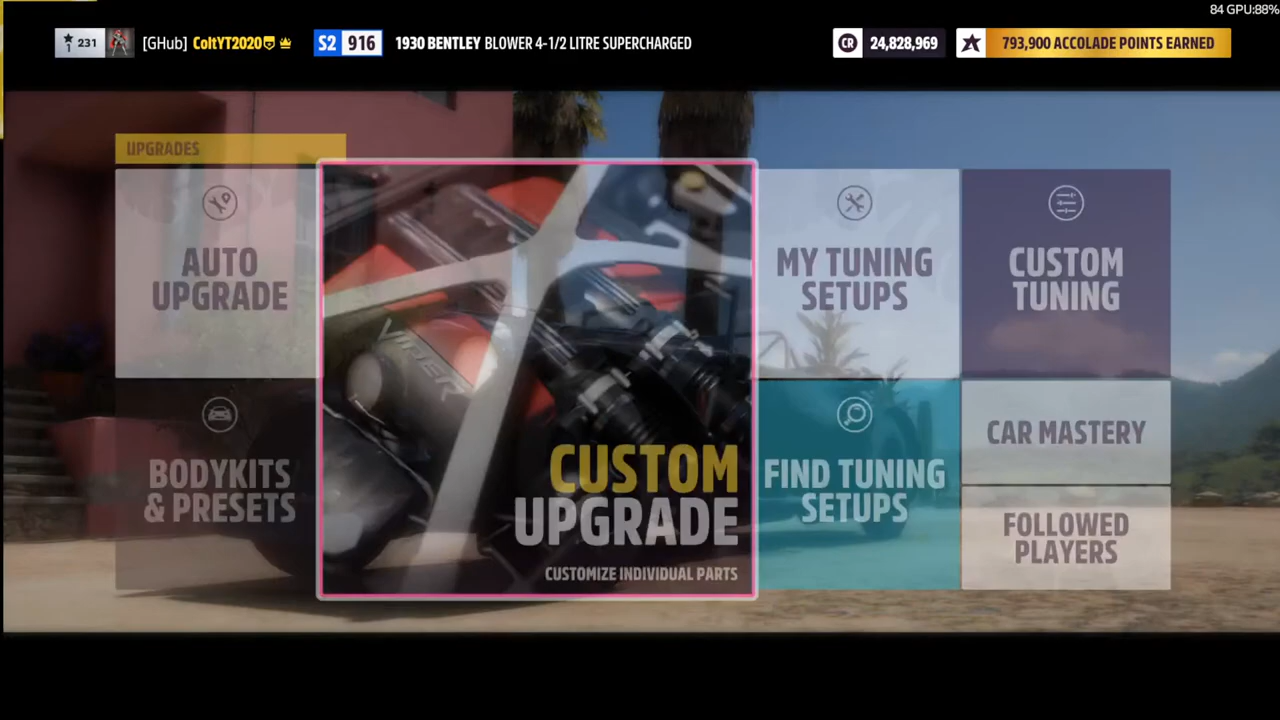 84 GPU:88%
1 231 [GHub] ColtYT2020 S2 916 1930 BENTLEY BLOWER 4-1/2 LITRE SUPERCHARGED CR 24,828,969 793,900 ACCOLADE POINTS EARNED
UPGRADES
AUTO
UPGRADE
BODYKITS
& PRESETS
VIPER
CUSTOM
UPGRADE
CUSTOMIZE INDIVIDUAL PARTS
MY TUNING
SETUPS
FIND TUNING
SETUPS
CUSTOM
TUNING
CAR MASTERY
FOLLOWED
PLAYERS